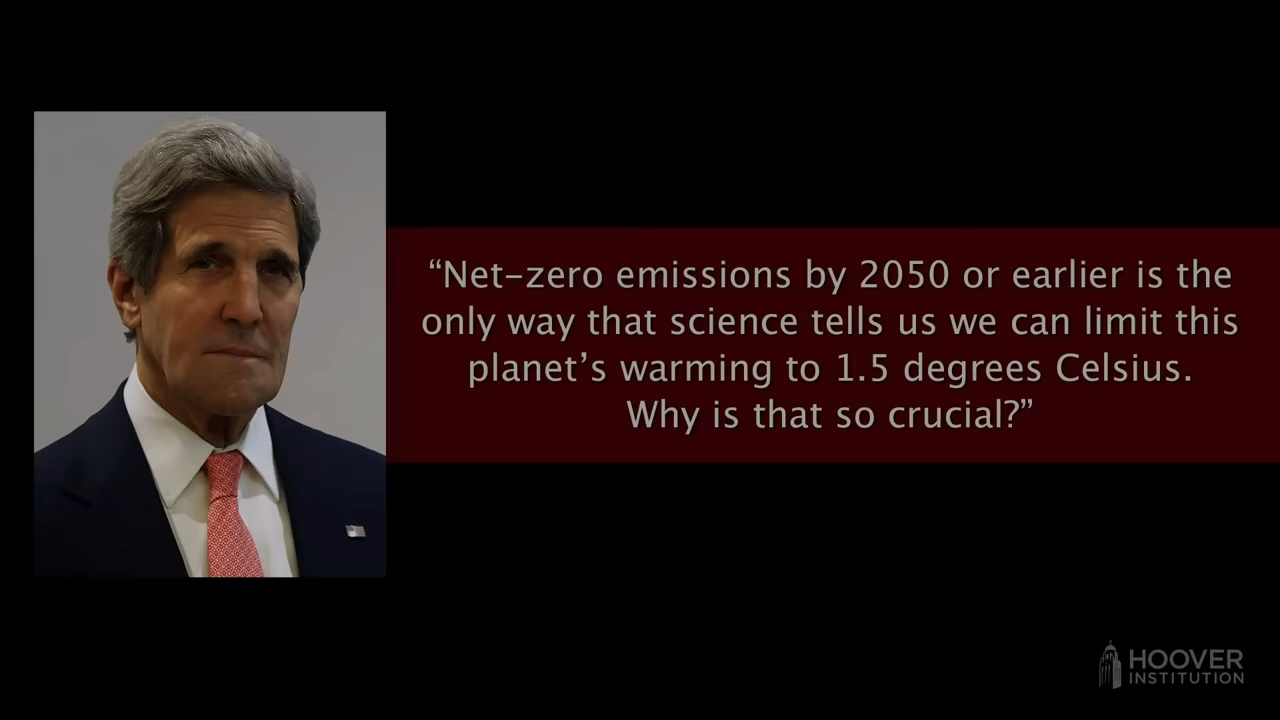 “Net-zero emissions by 2050 or earlier is the
only way that science tells us we can limit this
planet’s warming to 1.5 degrees Celsius.
Why is that so crucial?”
HOOVER
INSTITUTION